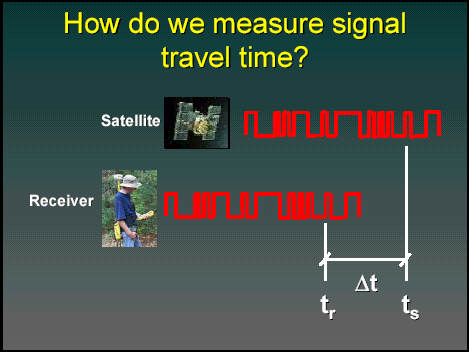 How do we measure signal
travel time?
Satellite
Receiver
Δt
tr ts